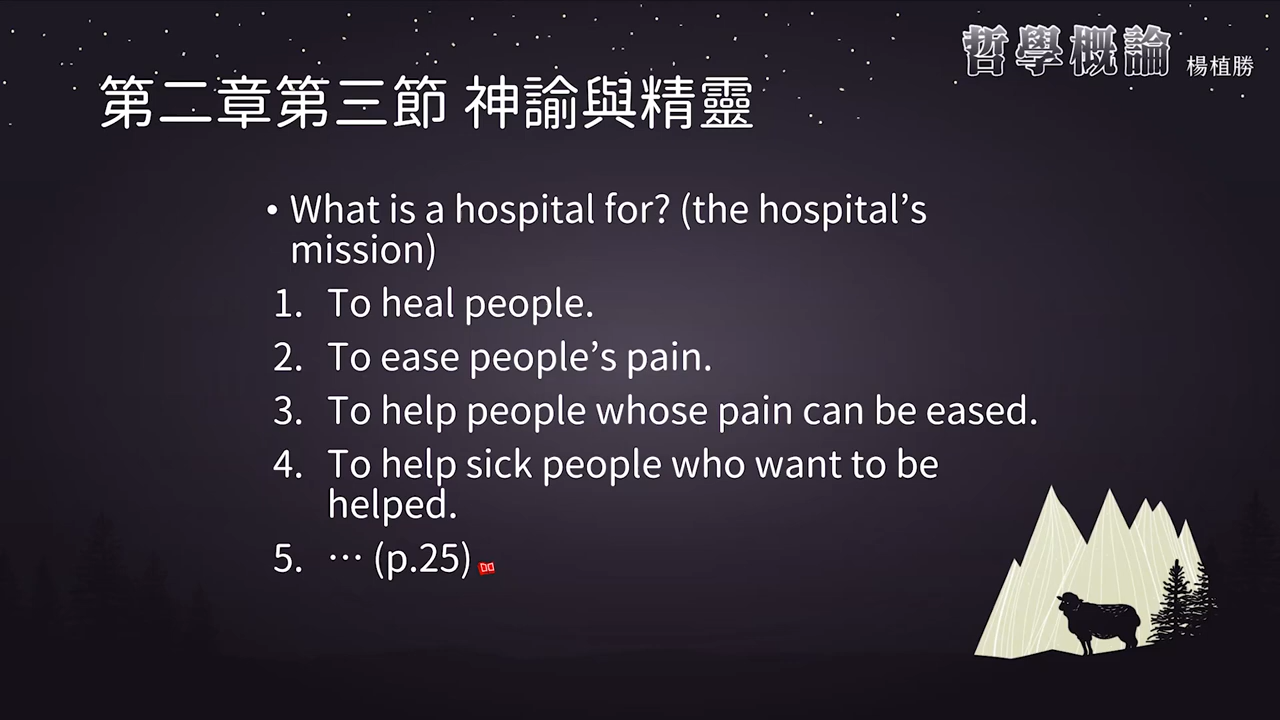 哲學概論 楊植勝
第二章第三節 神諭與精靈
• What is a hospital for? (the hospital’s
mission)
1. To heal people.
2. To ease people’s pain.
3. To help people whose pain can be eased.
4. To help sick people who want to be
helped.
5. … (p.25)